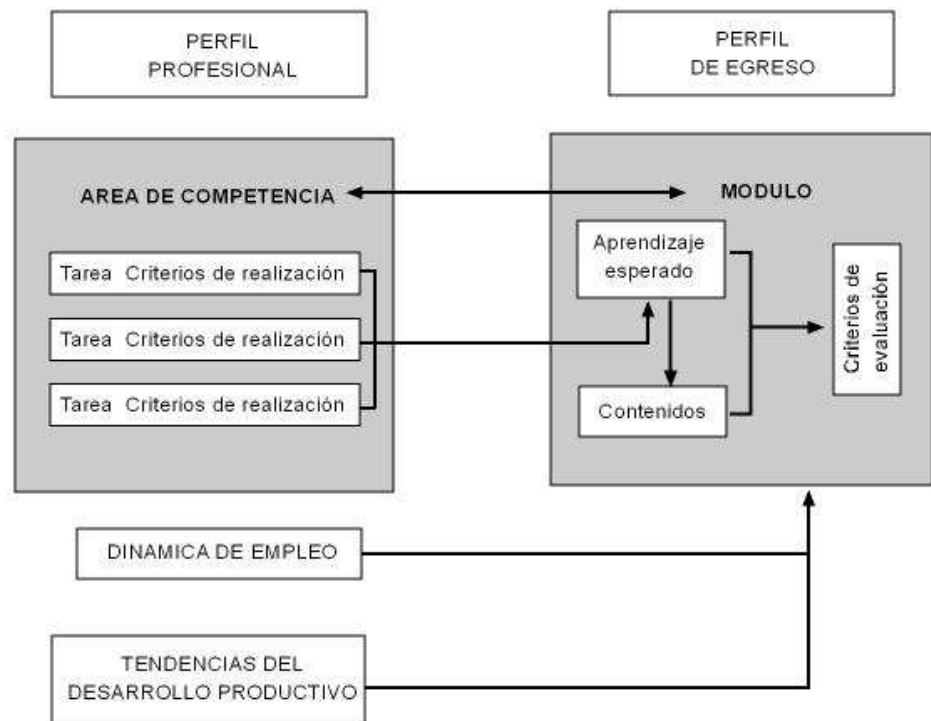 PERFIL
PROFESIONAL
PERFIL
DE EGRESO
AREA DE COMPETENCIA
Tarea Criterios de realización
Tarea Criterios de realización
Tarea Criterios de realización
MODULO
Aprendizaje
esperado
Contenidos
Criterios de
evaluación
DINAMICA DE EMPLEO
TENDENCIAS DEL
DESARROLLO PRODUCTIVO